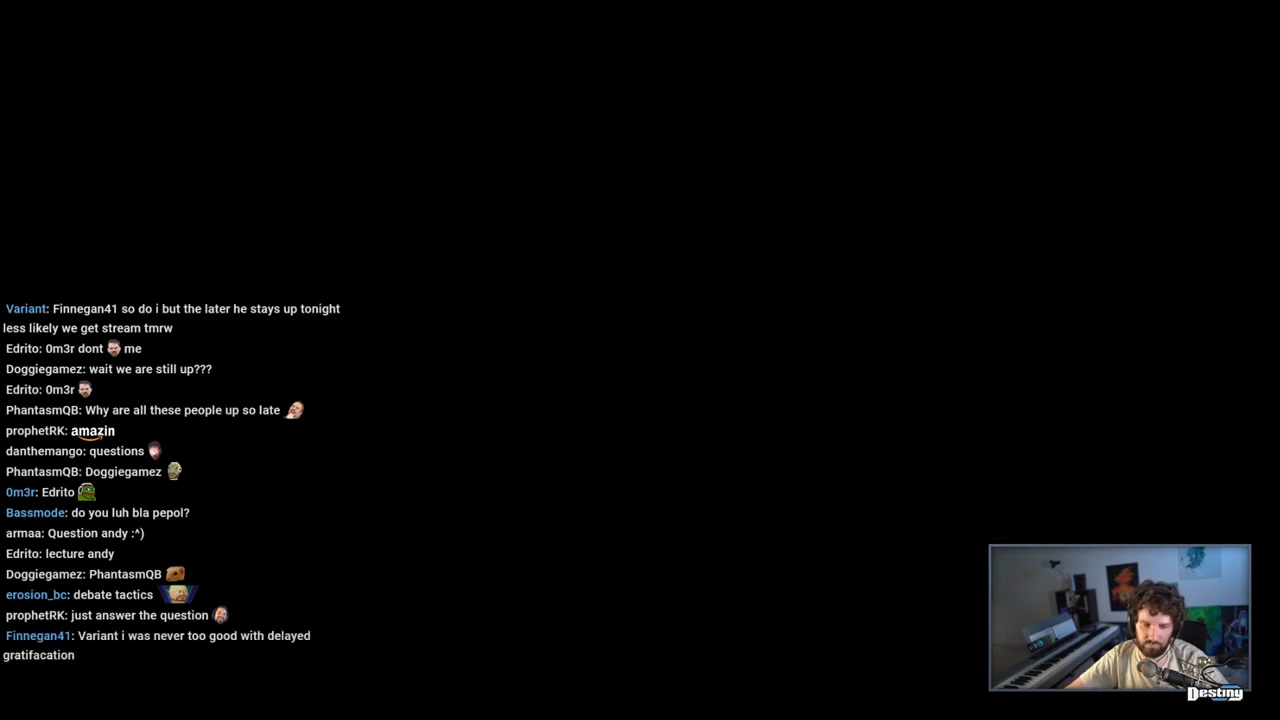 Variant: Finnegan41 so do i but the later he stays up tonight
less likely we get stream tmrw
Edrito: 0m3r dont me
Doggiegamez: wait we are still up???
Edrito: 0m3r
PhantasmQB: Why are all these people up so late
prophetRK: amazin
danthemango: questions
PhantasmQB: Doggiegamez
0m3r: Edrito
Bassmode: do you luh bla pepol?
armaa: Question andy :^)
Edrito: lecture andy
Doggiegamez: PhantasmQB
erosion_bc: debate tactics
prophetRK: just answer the question
Finnegan41: Variant i was never too good with delayed
gratifacation
Destiny